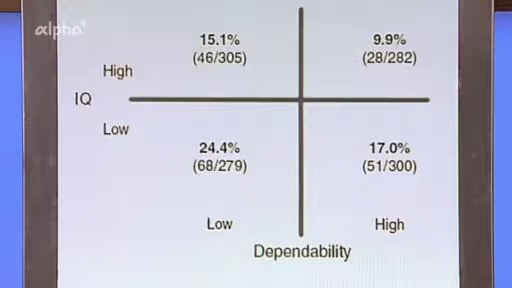 alpha
15.1%
9.9%
(46/305)
(28/282)
High
IQ
Low
24.4%
17.0%
(68/279)
(51/300)
Low
High
Dependability